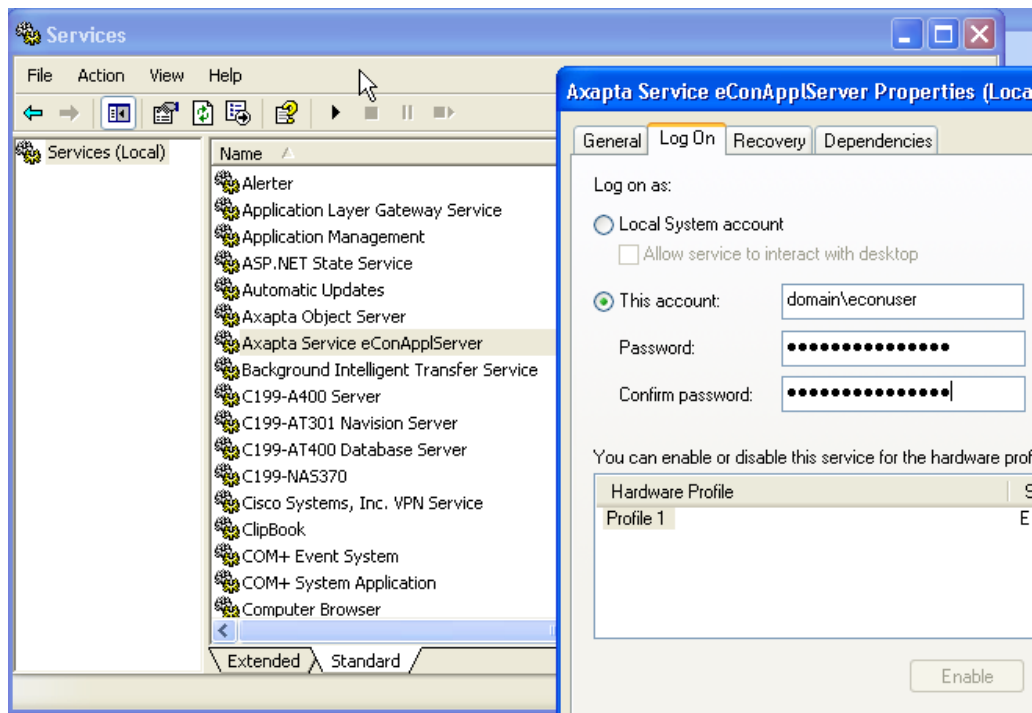 Services
File Action View Help
Services (Local)
Name
Alerter
Application Layer Gateway Service
Application Management
ASP.NET State Service
Automatic Updates
Axapta Object Server
Axapta Service eConApplServer
Background Intelligent Transfer Service
C199-A400 Server
C199-AT301 Navision Server
C199-AT400 Database Server
C199-NAS370
Cisco Systems, Inc. VPN Service
ClipBook
COM+ Event System
COM+ System Application
Computer Browser
Extended Standard
Axapta Service eConApplServer Properties (Loca
General Log On Recovery Dependencies
Log on as:
Local System account
Allow service to interact with desktop
This account: domain\econuser
Password: •••••••••••••••
Confirm password: •••••••••••••••
You can enable or disable this service for the hardware prof
Hardware Profile S
Profile 1 E
Enable